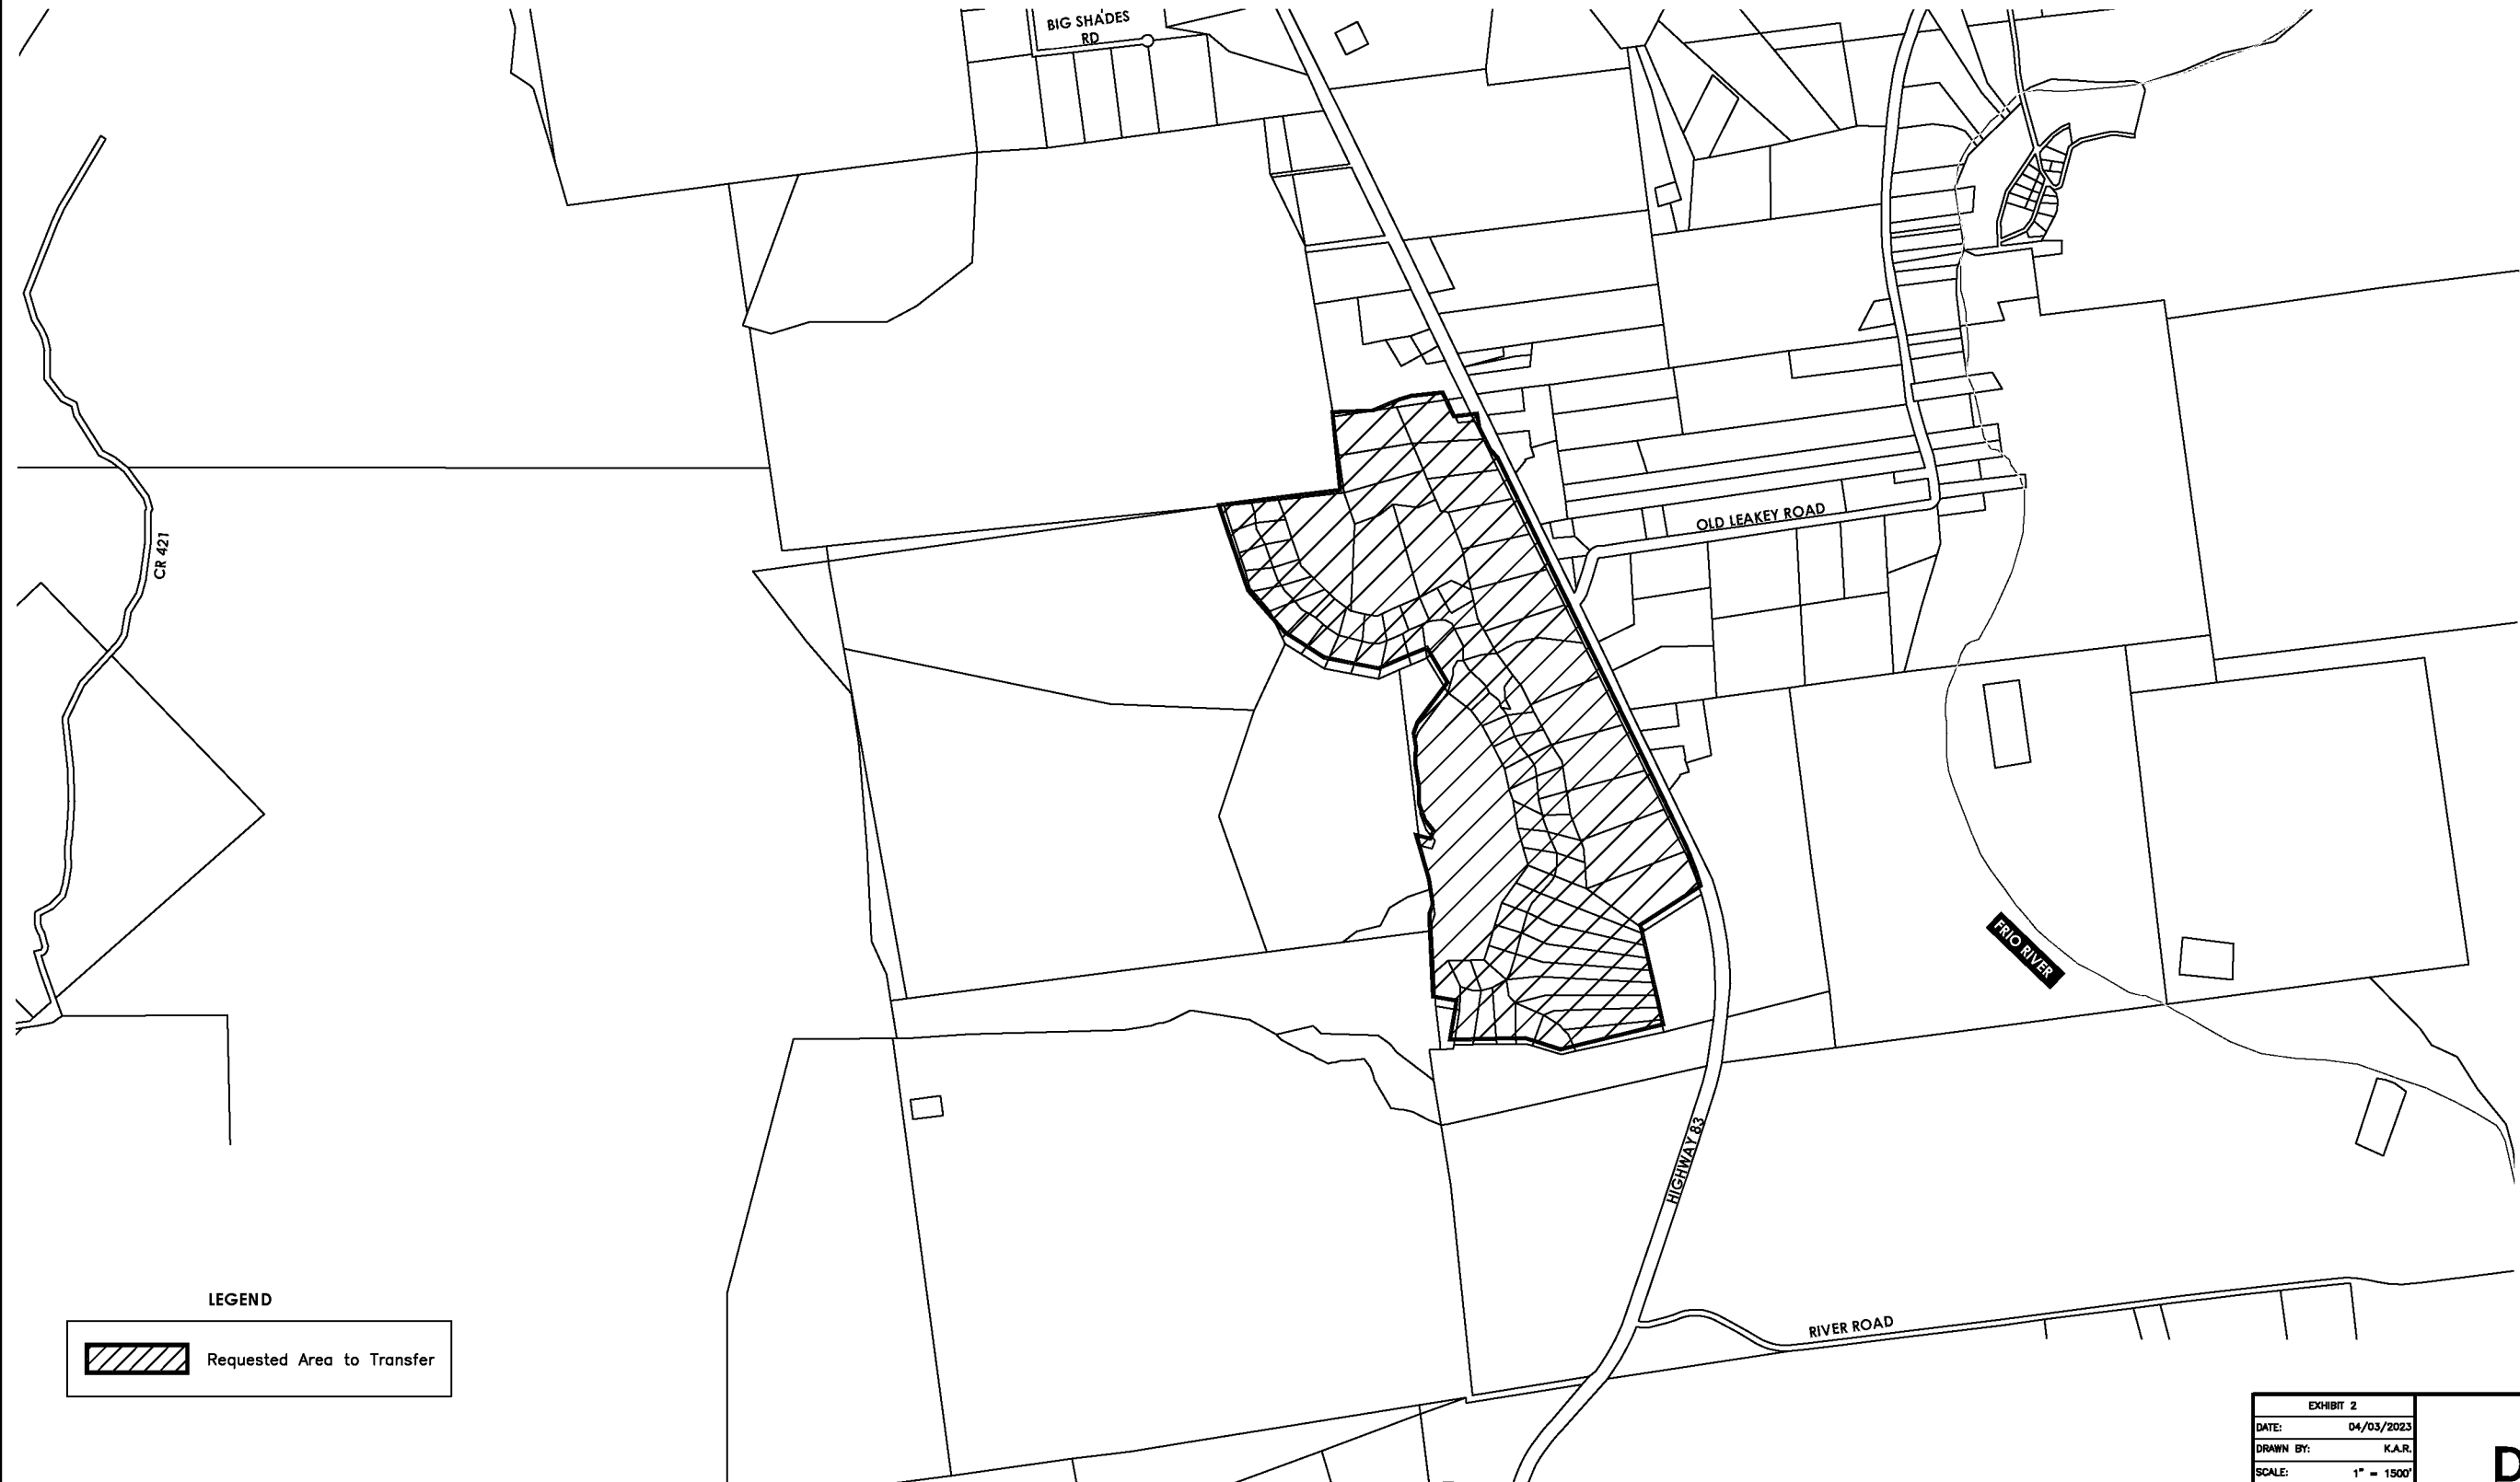 BIG SHADES
RD
CR 421
OLD LEAKEY ROAD
FRIO RIVER
HIGHWAY 83
RIVER ROAD
LEGEND
Requested Area to Transfer
EXHIBIT 2
DATE: 04/03/2023
DRAWN BY: K.A.R.
SCALE: 1" = 1500'